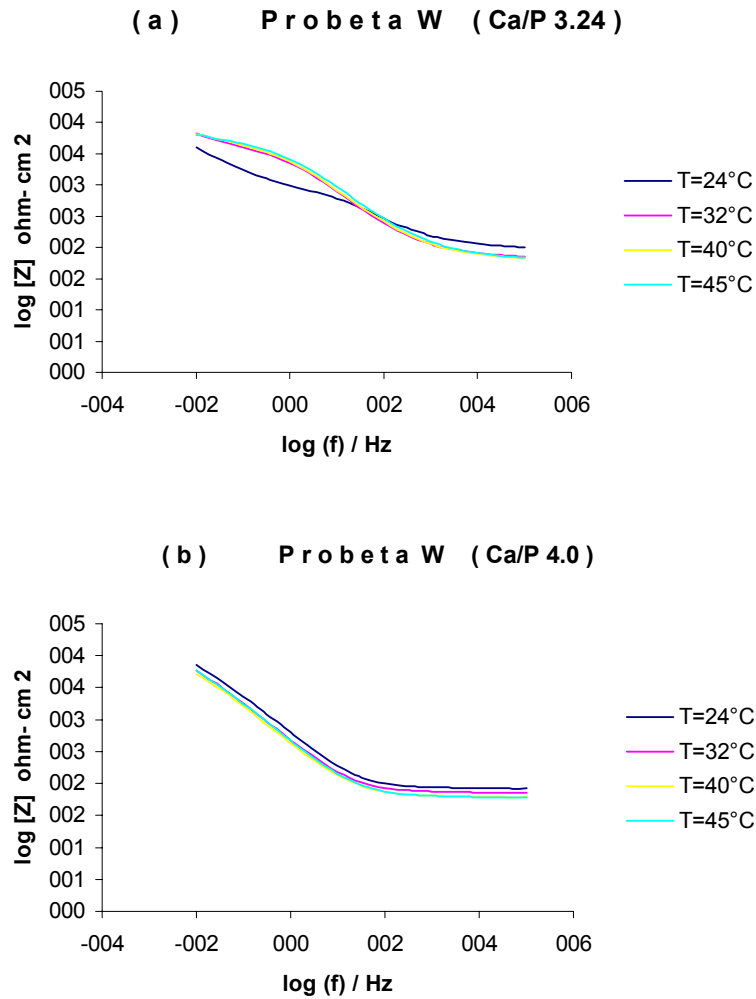 ( a ) P r o b e t a W ( Ca/P 3.24 )
005
004
004
003
003
002
002
001
001
000
-004 -002 000 002 004 006
log [Z] ohm- cm 2
log (f) / Hz
T=24°C
T=32°C
T=40°C
T=45°C
( b ) P r o b e t a W ( Ca/P 4.0 )
005
004
004
003
003
002
002
001
001
000
-004 -002 000 002 004 006
log [Z] ohm- cm 2
log (f) / Hz
T=24°C
T=32°C
T=40°C
T=45°C